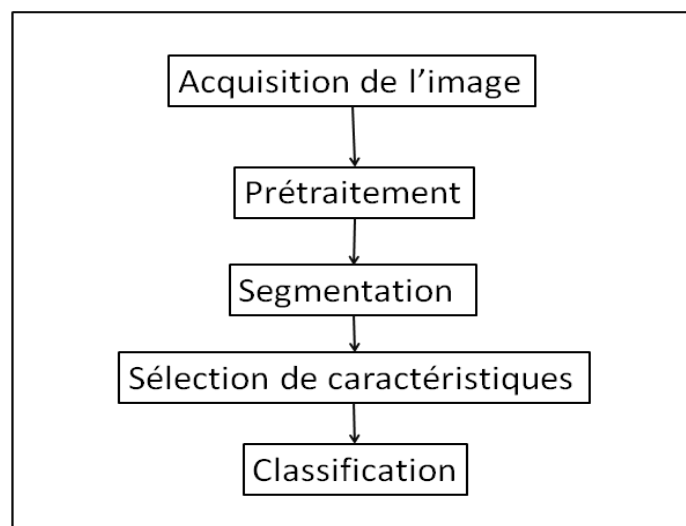 Acquisition de l’image
Prétraitement
Segmentation
Sélection de caractéristiques
Classification